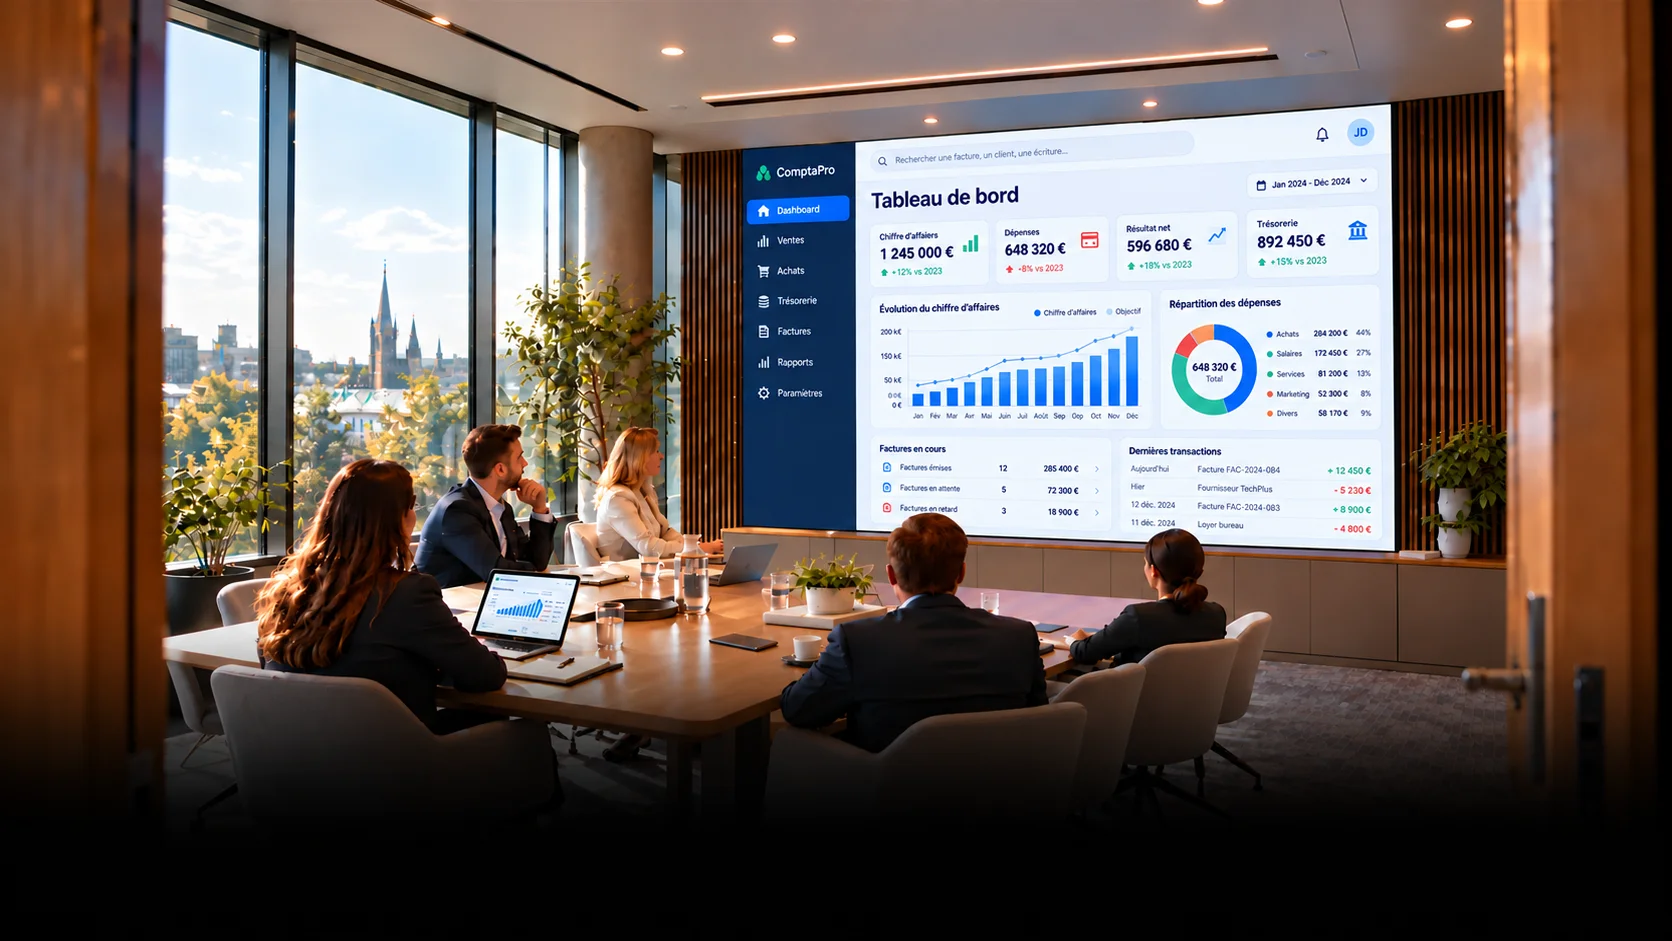 ComptaPro
Dashboard
Ventes
Achats
Trésorerie
Factures
Rapports
Paramètres
Rechercher une facture, un client, une écriture...
JD
Tableau de bord
Jan 2024 - Déc 2024
Chiffre d'affaiers
1 245 000 €
+12% vs 2023
Dépenses
648 320 €
-8% vs 2023
Résultat net
596 680 €
+18% vs 2023
Trésorerie
892 450 €
+15% vs 2023
Évolution du chiffre d'affaires
Chiffre d'affaires
Objectif
200 k€
150 k€
50 k€
0 0€
0 €
Jan Fév Mar Avr Mai Juin Juil Août Sep Oep Oct Nov Déc
Répartition des dépenses
648 320 €
Total
Achats 284 200 € 44%
Salaires 172 450 € 27%
Services 81 200 € 13%
Marketing 52 300 € 8%
Divers 58 170 € 9%
Factures en cours
Factures émises 12 285 400 €
Factures en attente 5 72 300 €
Factures en retard 3 18 900 €
Dernières transactions
Aujourd'hui Facture FAC-2024-084 + 12 450 €
Hier Fournisseur TechPlus - 5 230 €
12 déc. 2024 Facture FAC-2024-083 + 8 900 €
11 déc. 2024 Loyer bureau - 4 800 €